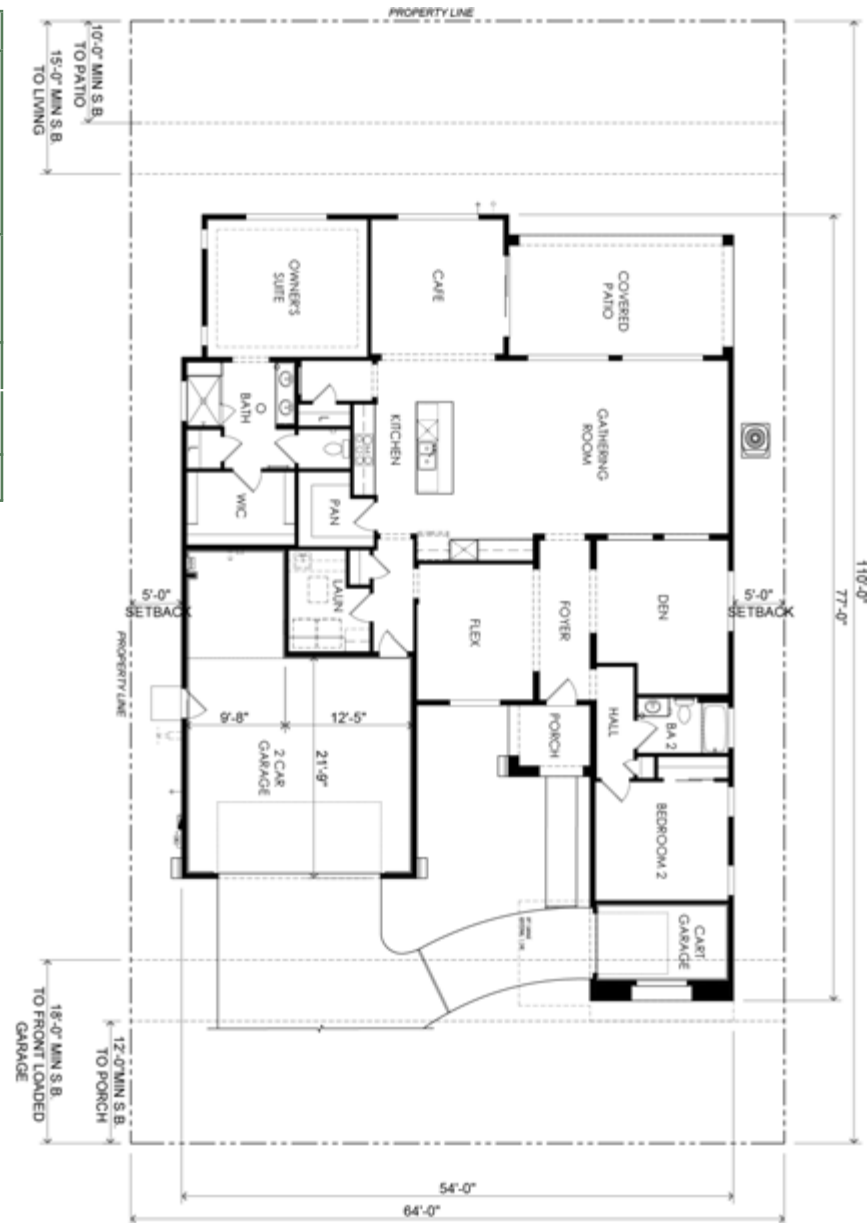 PROPERTY LINE
10'-0" MIN S.B.
TO PATIO
15'-0" MIN S.B.
TO LIVING
OWNER'S
SUITE
CAFE
COVERED
PATIO
BATH
L
L
KITCHEN
GATHERING
ROOM
WIC
PAN
LAUN
FLEX
FOYER
DEN
5'-0"
SETBACK
5'-0"
SETBACK
PROPERTY LINE
110'-0"
77'-0"
HALL
BA 2
PORCH
9'-8"
12'-5"
21'-9"
2 CAR
GARAGE
BEDROOM 2
CART
GARAGE
18'-0" MIN S.B.
TO FRONT LOADED
GARAGE
12'-0"MIN S.B.
TO PORCH
54'-0"
64'-0"